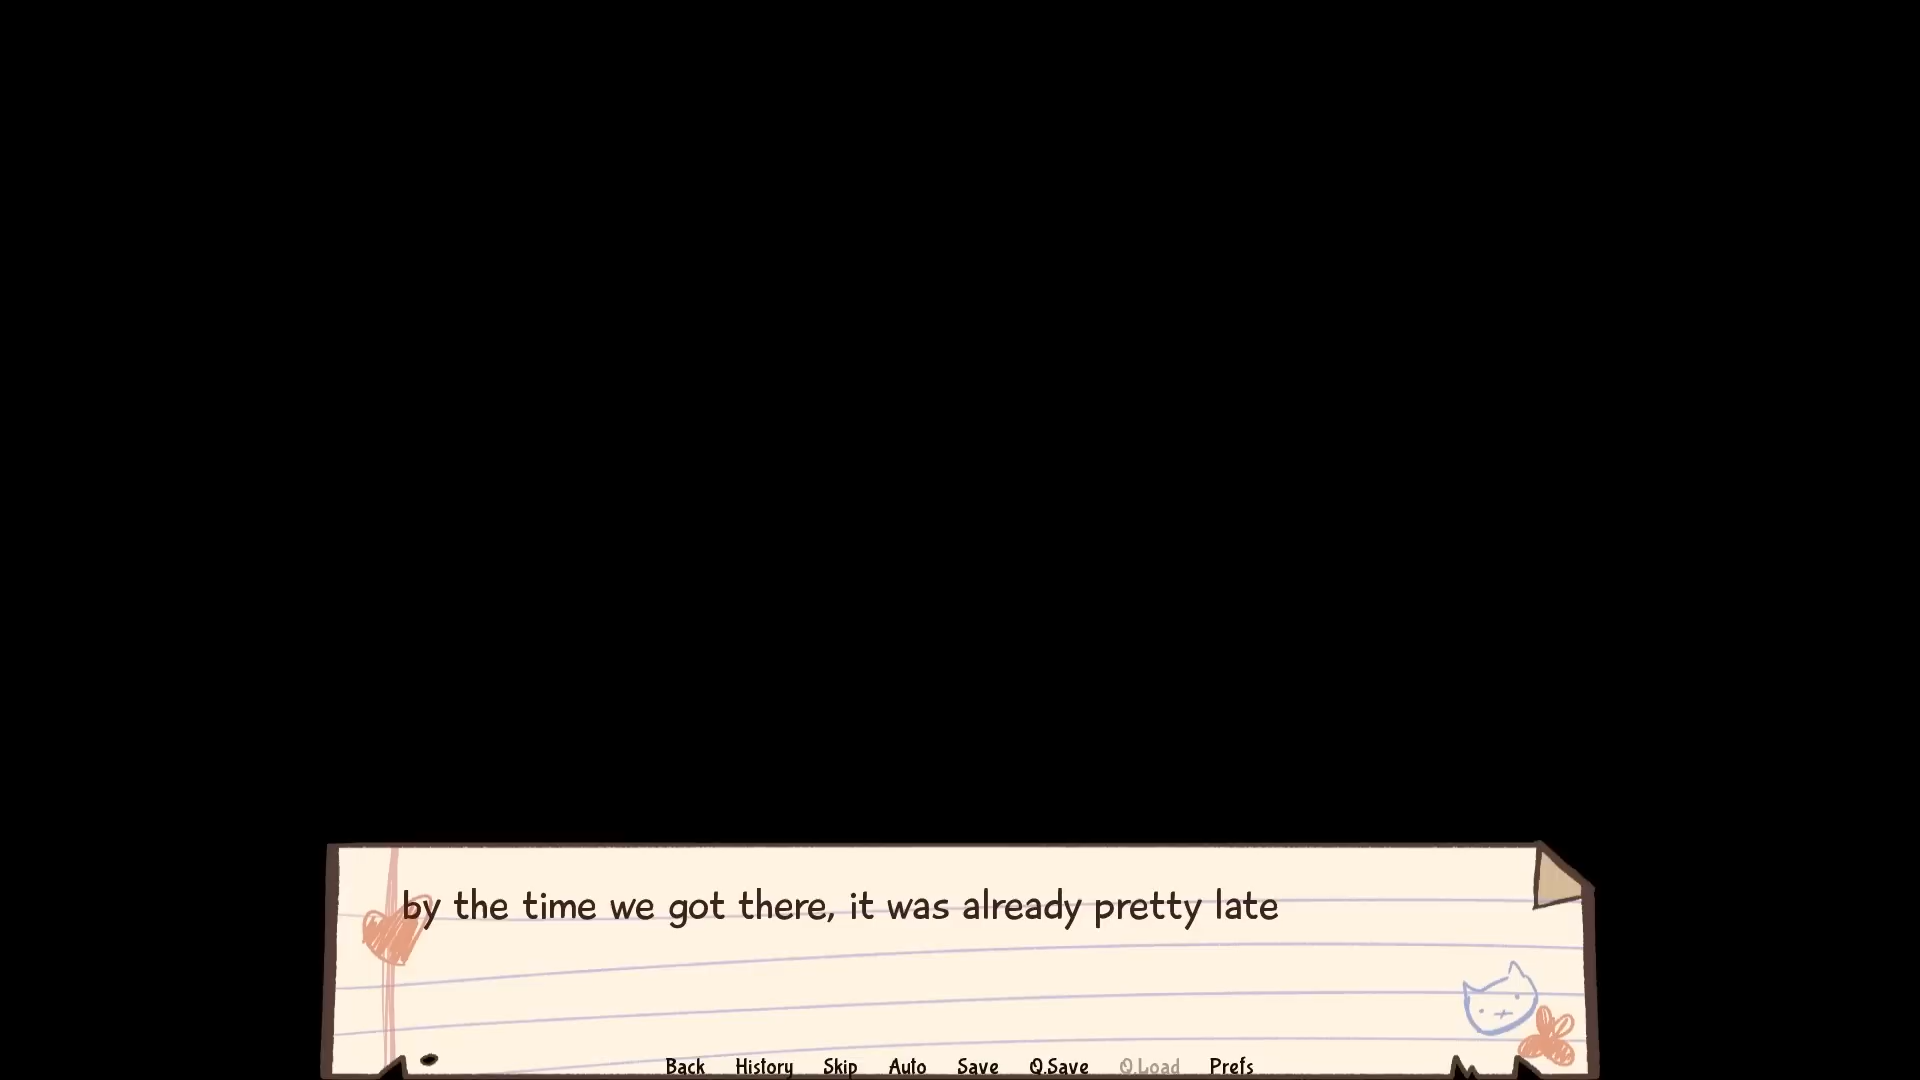 by the time we got there, it was already pretty late
Back History Skip Auto Save Q.Save Q.Load Prefs